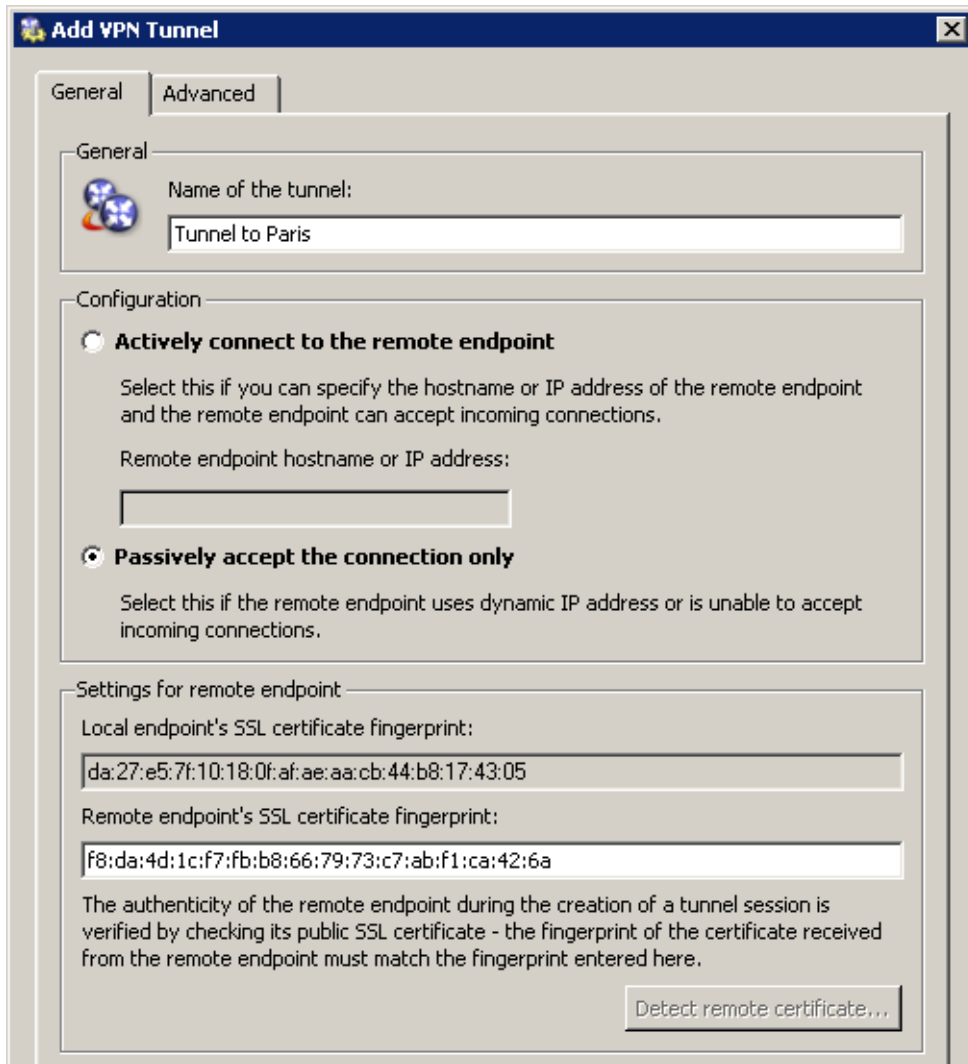 Add VPN Tunnel
General
Advanced
General
Name of the tunnel:
Tunnel to Paris
Configuration
Actively connect to the remote endpoint
Select this if you can specify the hostname or IP address of the remote endpoint
and the remote endpoint can accept incoming connections.
Remote endpoint hostname or IP address:
Passively accept the connection only
Select this if the remote endpoint uses dynamic IP address or is unable to accept
incoming connections.
Settings for remote endpoint
Local endpoint's SSL certificate fingerprint:
da:27:e5:7f:10:18:0f:af:ae:aa:cb:44:b8:17:43:05
Remote endpoint's SSL certificate fingerprint:
f8:da:4d:1c:f7:fb:b8:66:79:73:c7:ab:f1:ca:42:6a
The authenticity of the remote endpoint during the creation of a tunnel session is
verified by checking its public SSL certificate - the fingerprint of the certificate received
from the remote endpoint must match the fingerprint entered here.
Detect remote certificate...